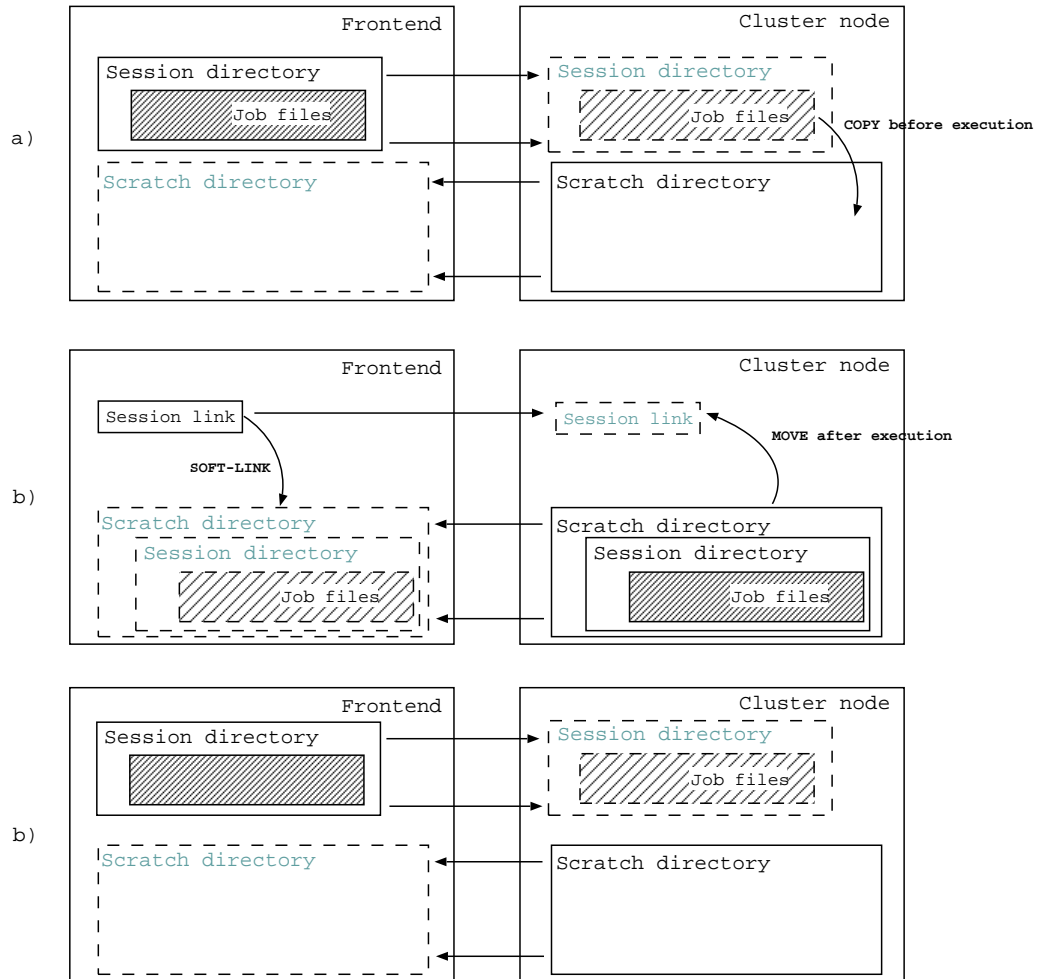 Frontend
Cluster node
Session directory
Session directory
Job files
Job files
COPY before execution
a)
Scratch directory
Scratch directory
Frontend
Cluster node
Session link
Session link
MOVE after execution
SOFT-LINK
b)
Scratch directory
Scratch directory
Session directory
Session directory
Job files
Job files
Frontend
Cluster node
Session directory
Session directory
Job files
b)
Scratch directory
Scratch directory